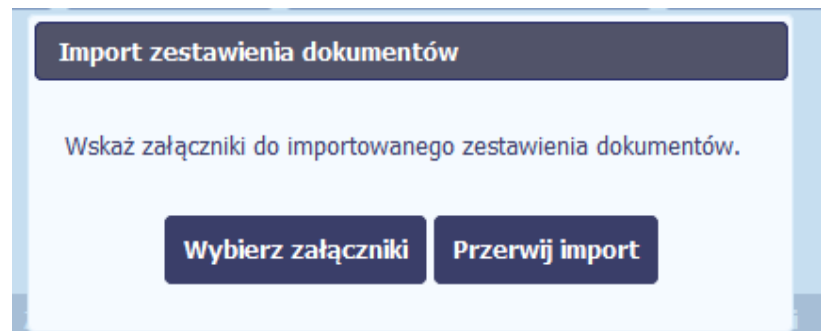 Import zestawienia dokumentów
Wskaż załączniki do importowanego zestawienia dokumentów.
Wybierz załączniki Przerwij import